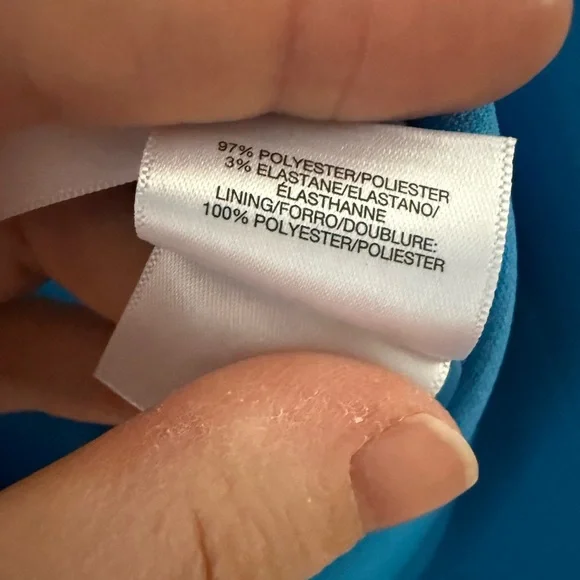 97% POLYESTER/POLIESTER
3% ELASTANE/ELASTANO/
ÉLASTHANNE
LINING/FORRO/DOUBLURE:
100% POLYESTER/POLIESTER